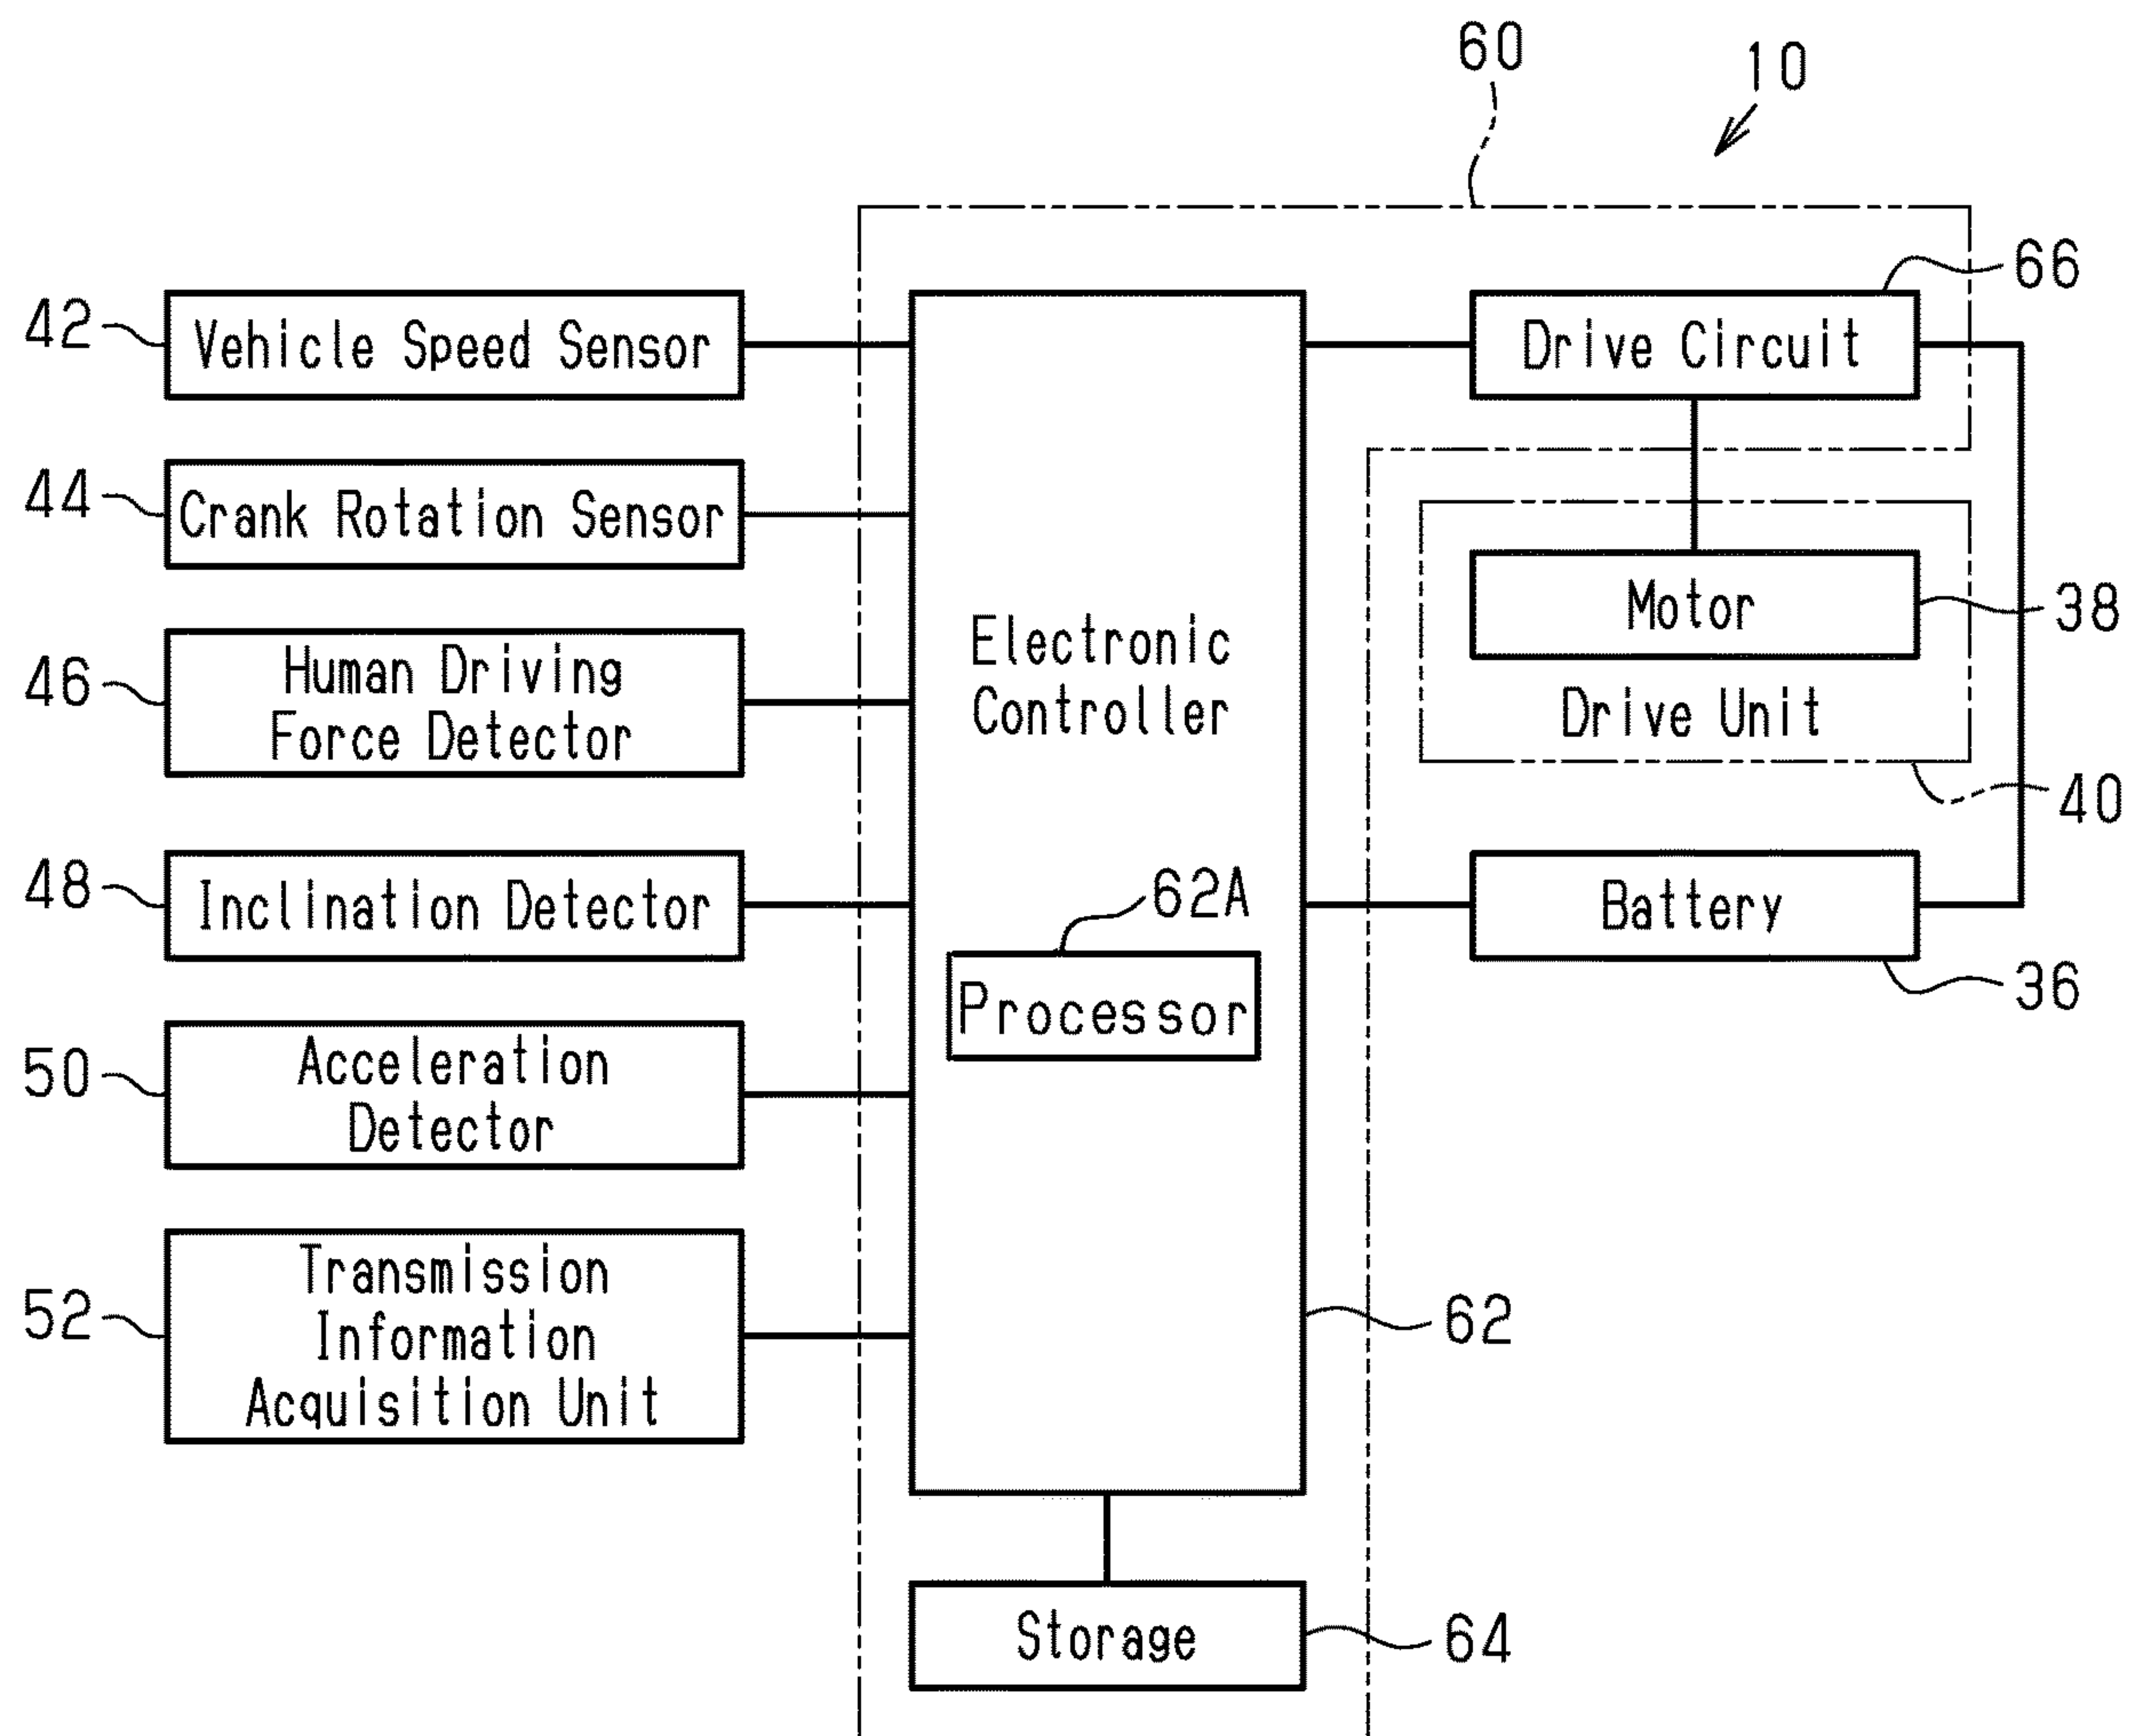 60
10
66
42
Vehicle Speed Sensor
Drive Circuit
44
Crank Rotation Sensor
Motor
38
46
Human Driving
Force Detector
Electronic
Controller
Drive Unit
40
48
Inclination Detector
62A
Processor
Battery
36
50
Acceleration
Detector
52
Transmission
Information
Acquisition Unit
62
Storage
64